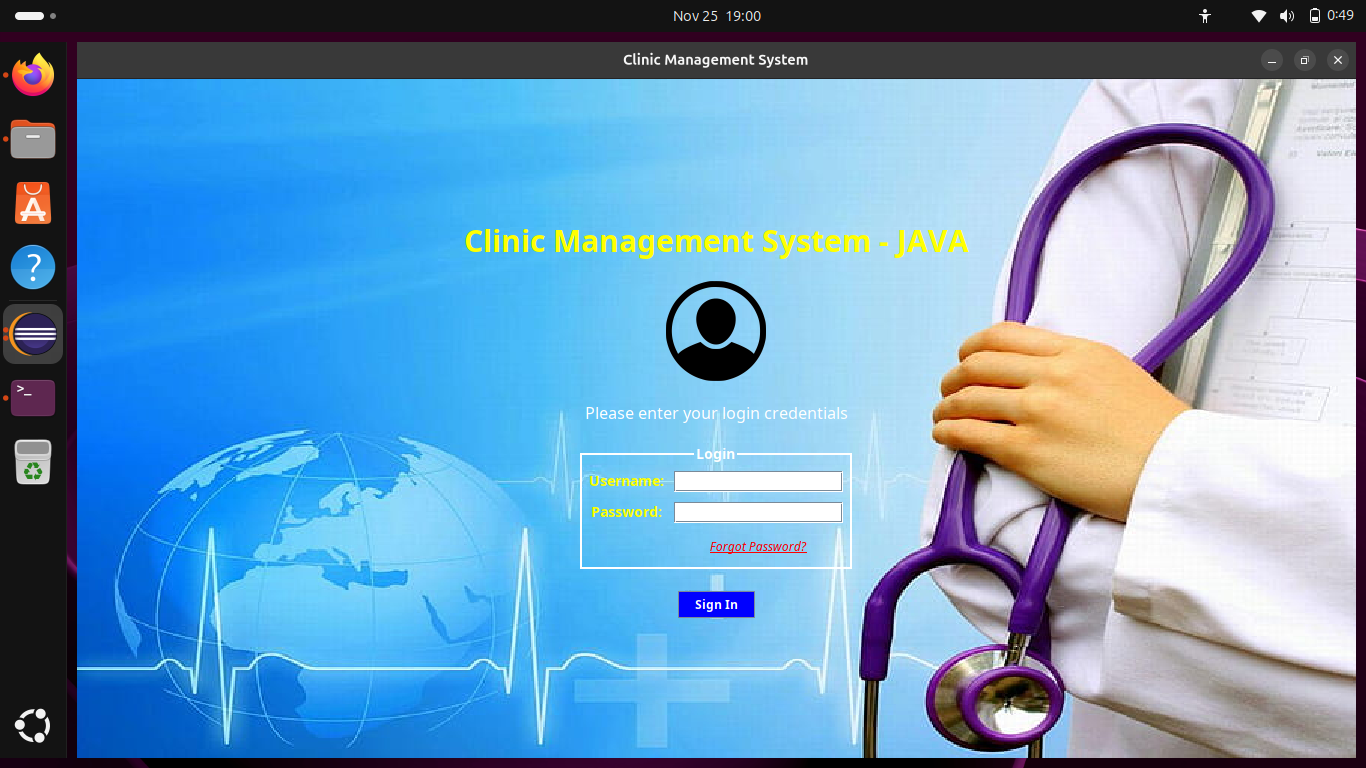 Nov 25 19:00
0:49
Clinic Management System
Clinic Management System - JAVA
Please enter your login credentials
Login
Username:
Password:
Forgot Password?
Sign In